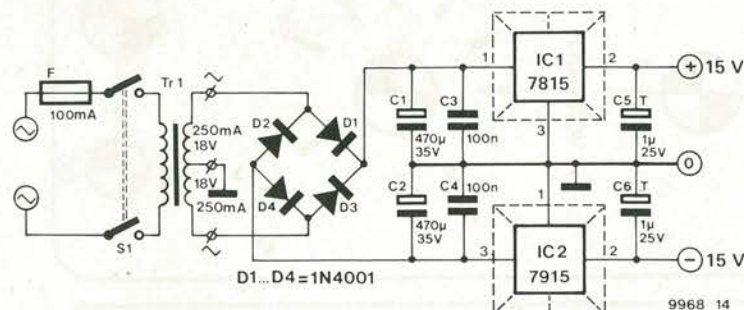 F
100mA
S1
Tr1
250mA
18V
18V
250mA
D2
D1
D4
D3
D1...D4=1N4001
C1
470µ
35V
C3
100n
C2
470µ
35V
C4
100n
1
IC1
7815
2
3
1
3
IC2
7915
2
C5
T
1µ
25V
C6
T
1µ
25V
+ 15 V
0
− 15 V
9968 14